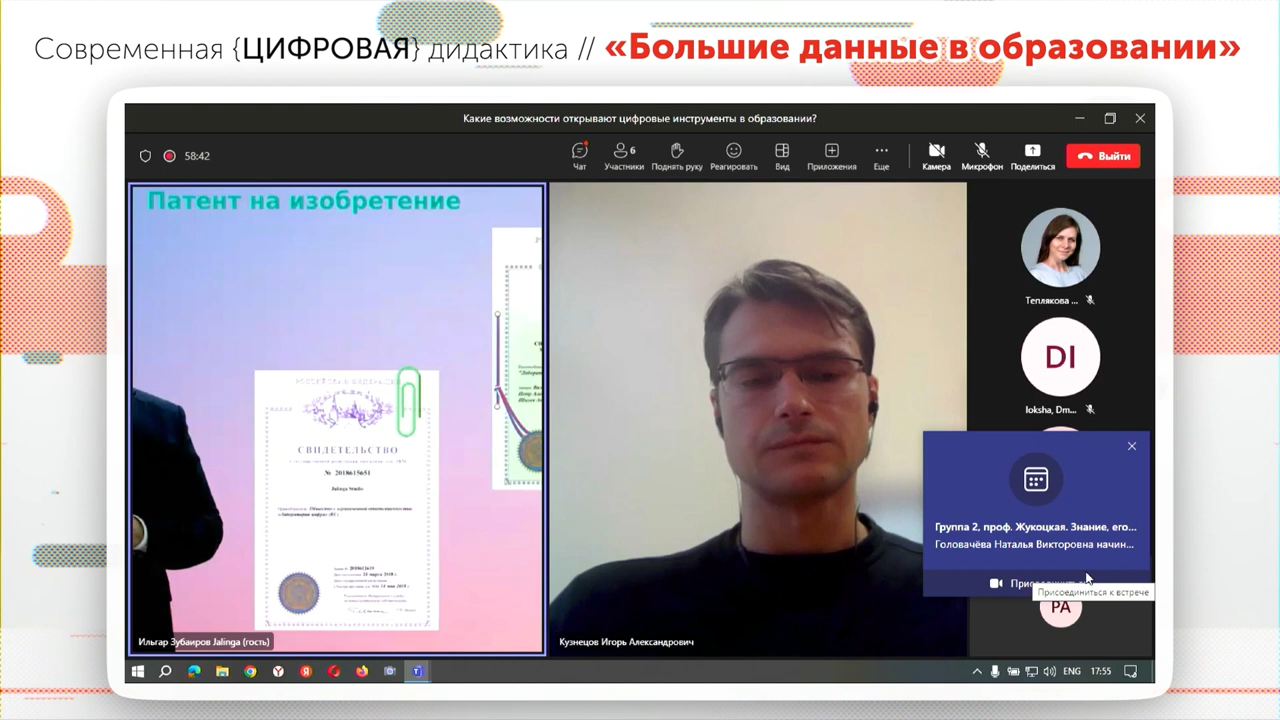 Современная {ЦИФРОВАЯ} дидактика // «Большие данные в образовании»
Какие возможности открывают цифровые инструменты в образовании?
58:42
Чат
6
Участники
Поднять руку
Реагировать
Вид
Приложения
Еще
Камера
Микрофон
Поделиться
Выйти
Патент на изобретение
СВИДЕТЕЛЬСТВО
№ 2018615651
Jalinga Studio
Ильгар Зубаиров Jalinga (гость)
Кузнецов Игорь Александрович
Теплякова ...
DI
Ioksha, Dm...
Группа 2, проф. Жукоцкая. Знание, его...
Головачёва Наталья Викторовна начин...
Присоединиться к встрече
РА
ENG
17:55